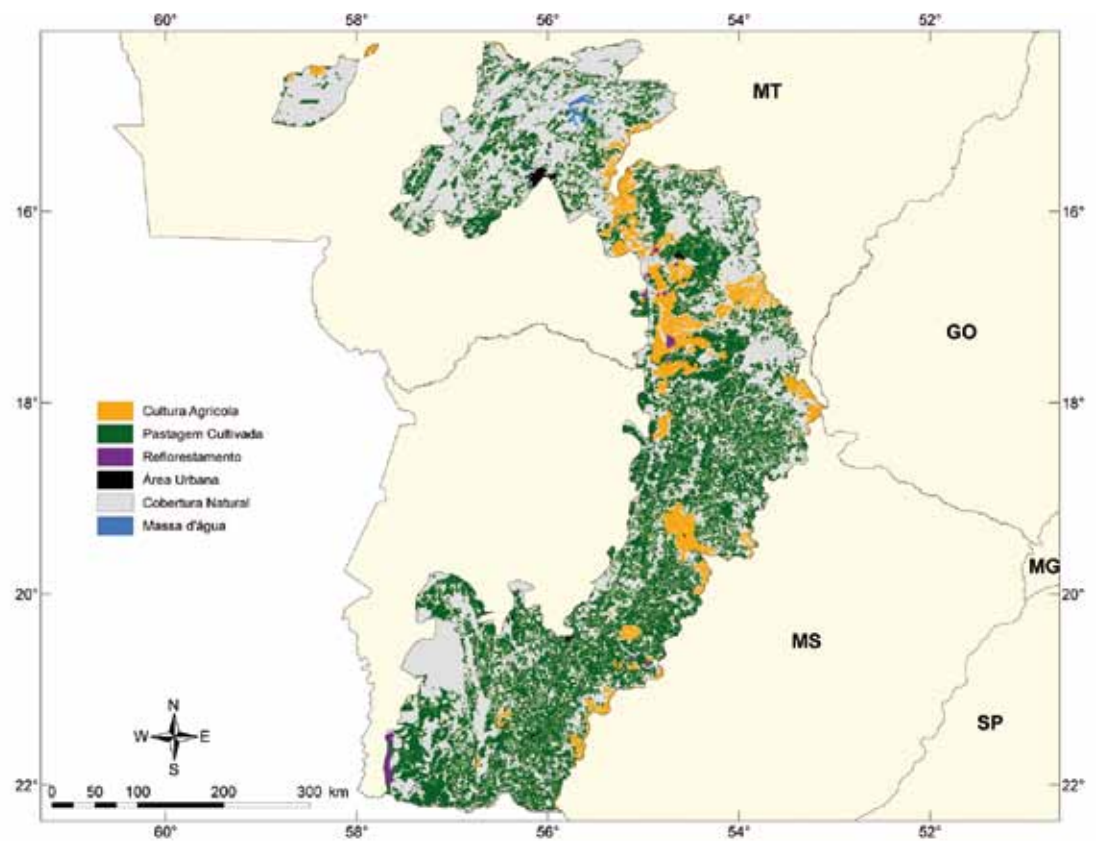 60° 58° 56° 54° 52°
MT
16° 16°
GO
18° 18°
Cultura Agrícola
Pastagem Cultivada
Reflorestamento
Área Urbana
Cobertura Natural
Massa d'água
MG
20° 20°
MS
N
W E
S
SP
22° 22°
0 50 100 200 300 km
60° 58° 56° 54° 52°